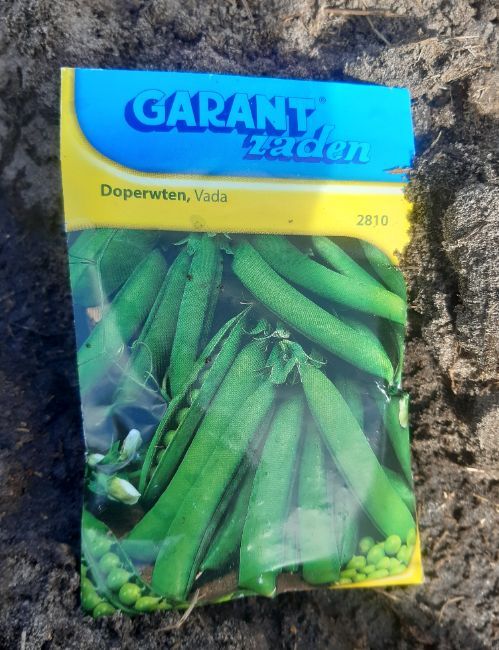 GARANT®
zaden
Doperwten, Vada
2810